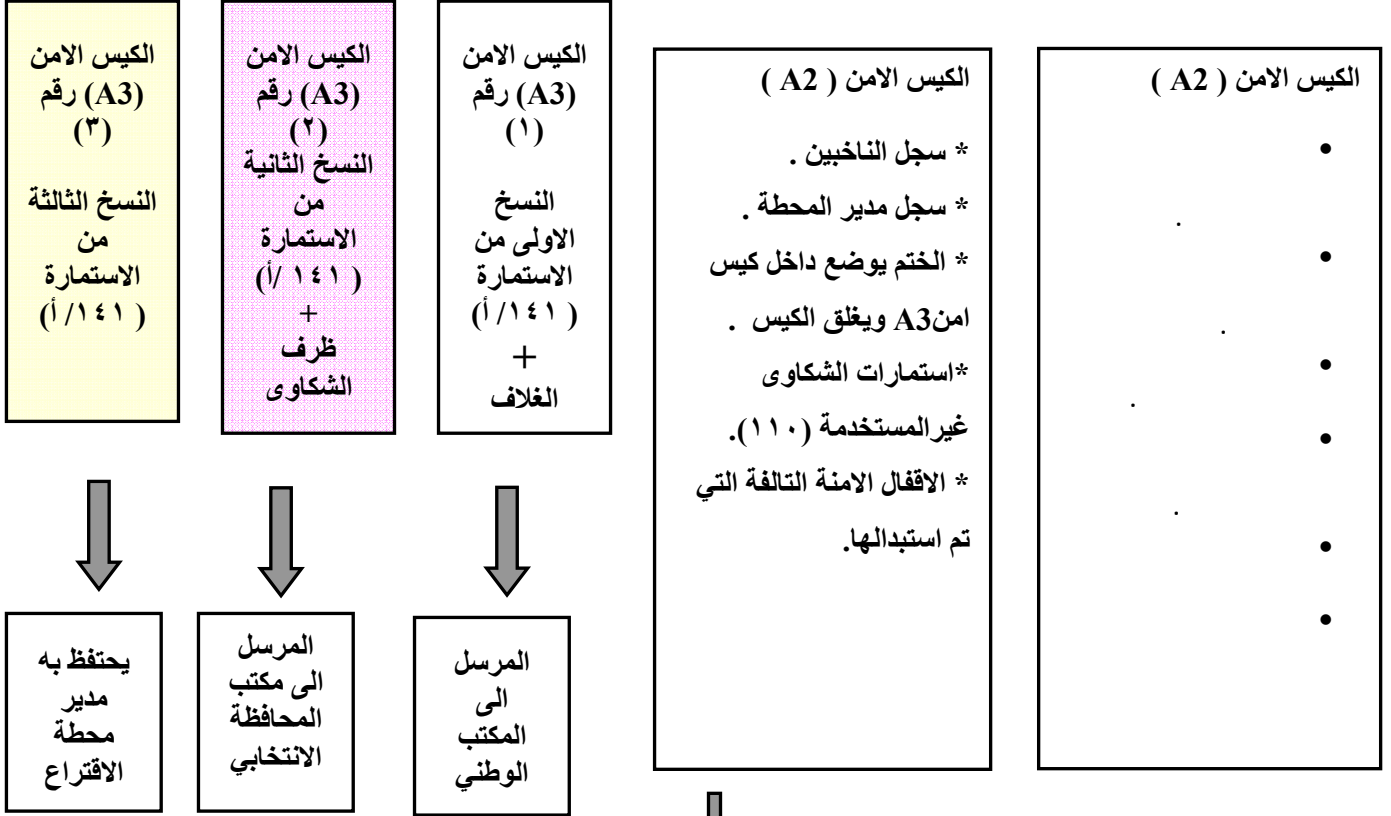 الكيس الامن ( A2 )
•
.
•
.
•
.
•
.
•
•
الكيس الامن ( A2 )
* سجل الناخبين .
* سجل مدير المحطة .
* الختم يوضع داخل كيس
امنA3 ويغلق الكيس .
*استمارات الشكاوى
غيرالمستخدمة (١١٠).
* الاقفال الامنة التالفة التي
تم استبدالها.
الكيس الامن
(A3) رقم
(١)
النسخ
الاولى من
الاستمارة
( ١٤١/ أ)
+
الغلاف
المرسل
الى
المكتب
الوطني
الكيس الامن
(A3) رقم
(٢)
النسخ الثانية
من
الاستمارة
( ١٤١ /أ)
+
ظرف
الشكاوى
المرسل
الى مكتب
المحافظة
الانتخابي
الكيس الامن
(A3) رقم
(٣)
النسخ الثالثة
من
الاستمارة
( ١٤١/ أ)
يحتفظ به
مدير
محطة
الاقتراع